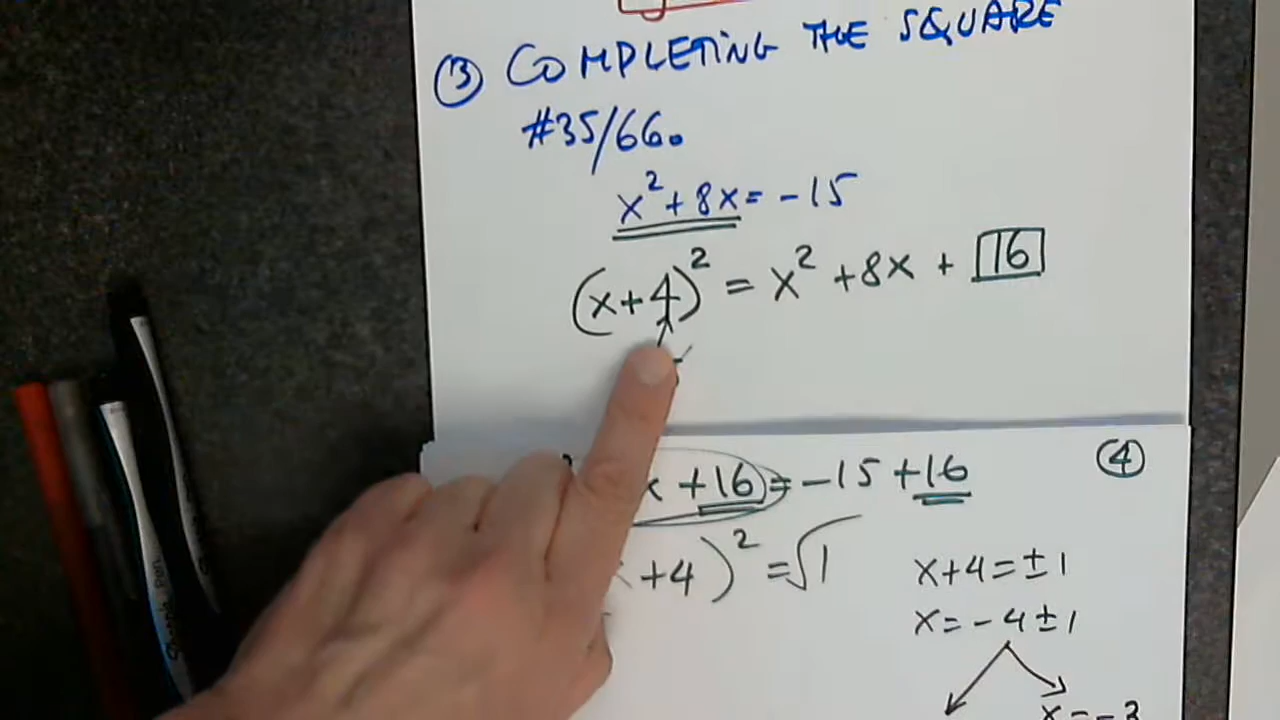 ③ COMPLETING THE SQUARE
#35/66.
x² + 8x = -15
(x+4)² = x² + 8x + 16
x + 16 = -15 + 16
④
+4)² = √1
x+4 = ±1
x = -4 ± 1
x = -3